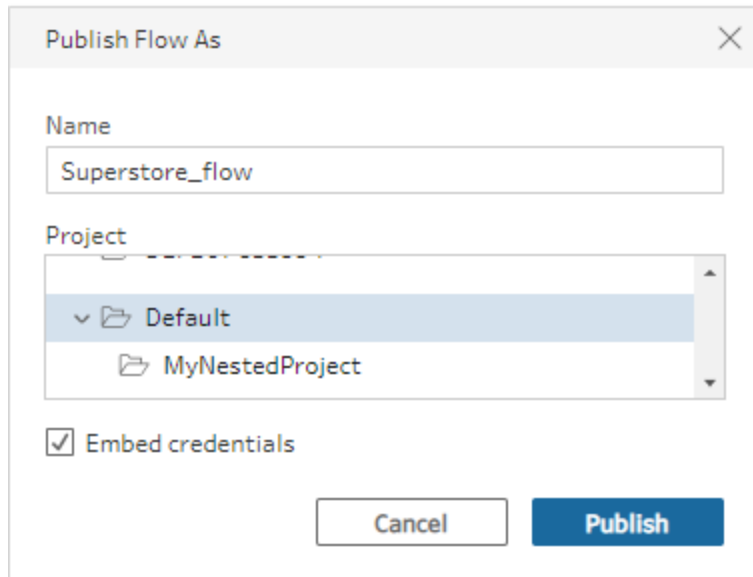 Publish Flow As
Name
Superstore_flow
Project
Default
MyNestedProject
Embed credentials
Cancel
Publish